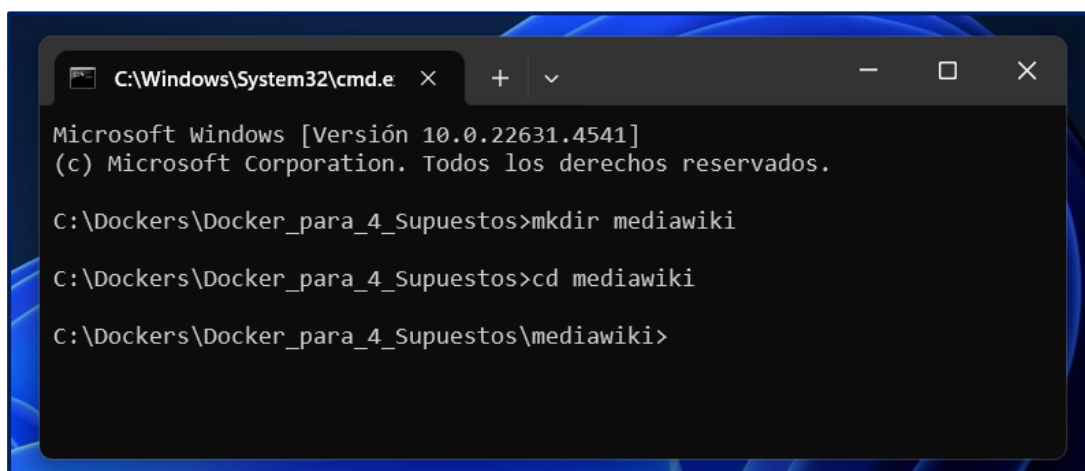 C:\Windows\System32\cmd.e
Microsoft Windows [Versión 10.0.22631.4541]
(c) Microsoft Corporation. Todos los derechos reservados.
C:\Dockers\Docker_para_4_Supuestos>mkdir mediawiki
C:\Dockers\Docker_para_4_Supuestos>cd mediawiki
C:\Dockers\Docker_para_4_Supuestos\mediawiki>